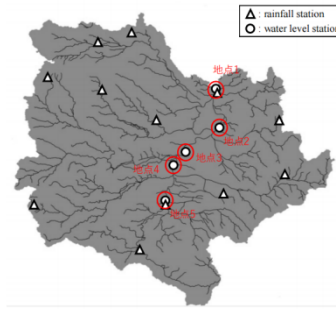 : rainfall station
: water level station
地点1
地点2
地点3
地点4
地点5